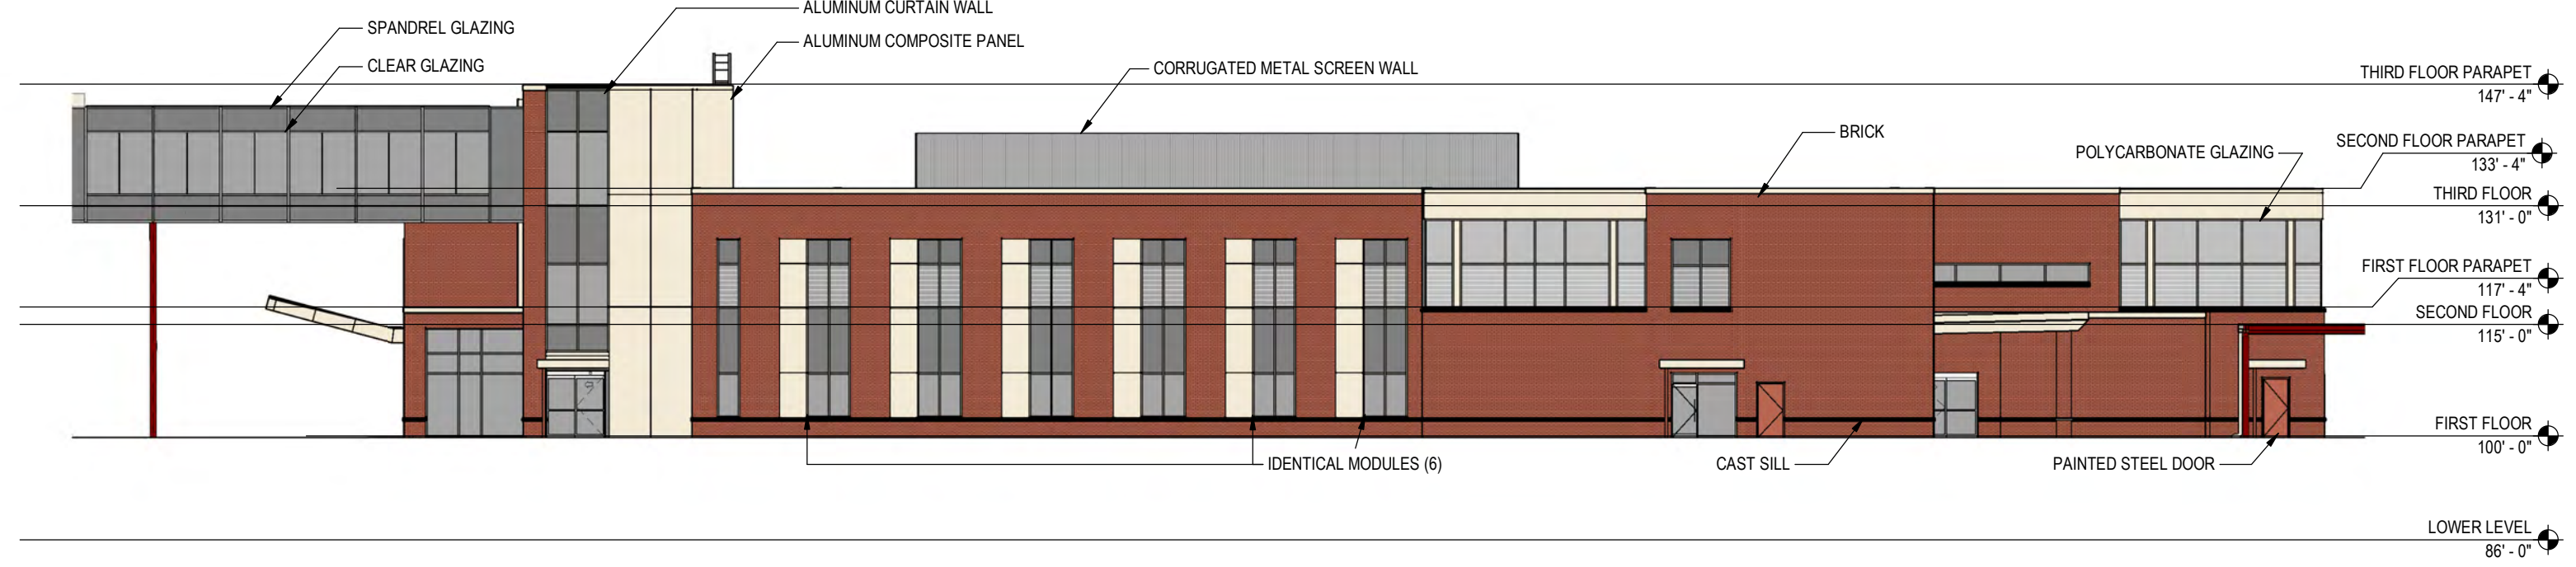 ALUMINUM CURTAIN WALL
SPANDREL GLAZING
ALUMINUM COMPOSITE PANEL
CLEAR GLAZING
CORRUGATED METAL SCREEN WALL
THIRD FLOOR PARAPET
147' - 4"
BRICK
SECOND FLOOR PARAPET
133' - 4"
POLYCARBONATE GLAZING
THIRD FLOOR
131' - 0"
FIRST FLOOR PARAPET
117' - 4"
SECOND FLOOR
115' - 0"
FIRST FLOOR
100' - 0"
IDENTICAL MODULES (6)
CAST SILL
PAINTED STEEL DOOR
LOWER LEVEL
86' - 0"